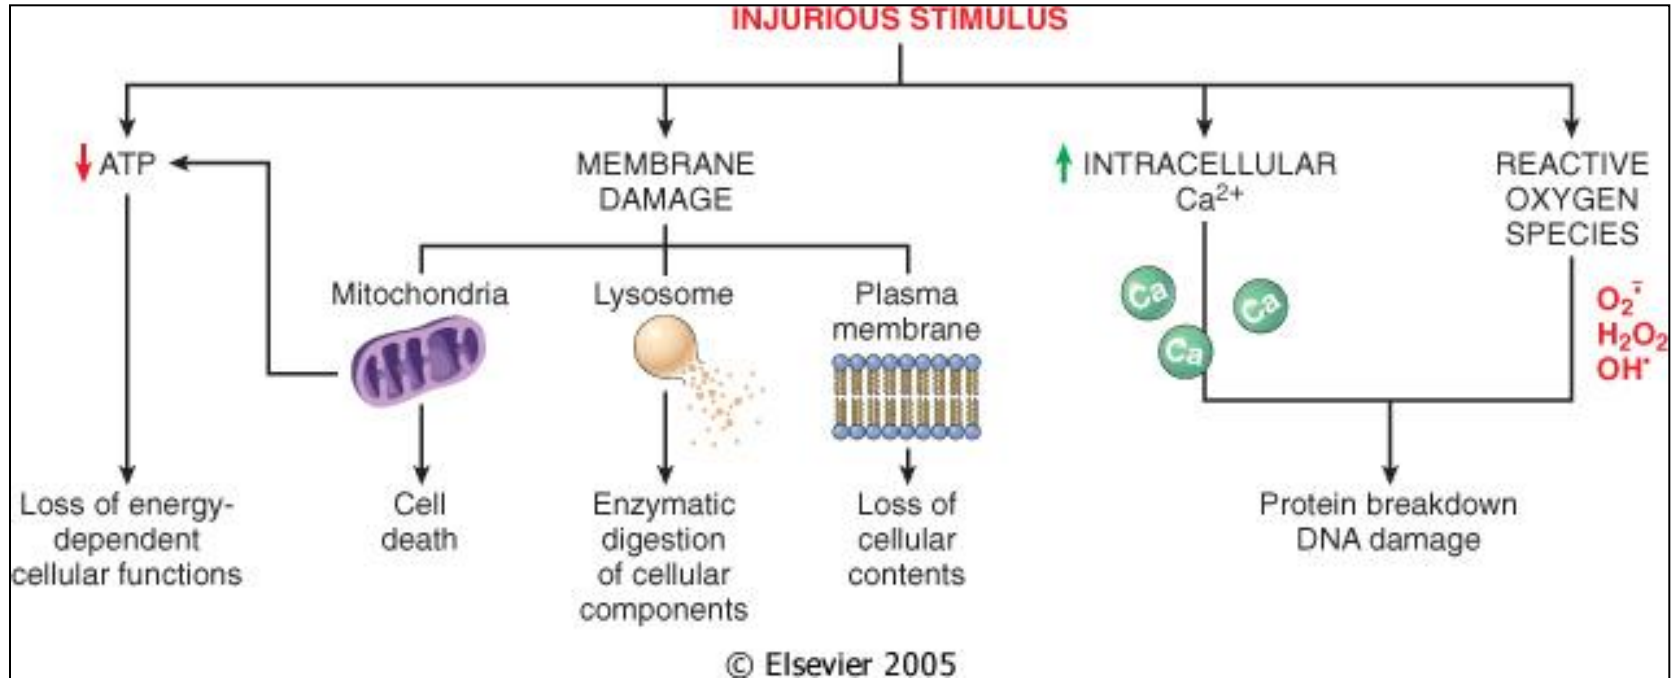 INJURIOUS STIMULUS
ATP
MEMBRANE
DAMAGE
INTRACELLULAR
Ca²⁺
REACTIVE
OXYGEN
SPECIES
Mitochondria
Lysosome
Plasma
membrane
Ca
Ca
Ca
O₂•̄
H₂O₂
OH•
Loss of energy-
dependent
cellular functions
Cell
death
Enzymatic
digestion
of cellular
components
Loss of
cellular
contents
Protein breakdown
DNA damage
© Elsevier 2005